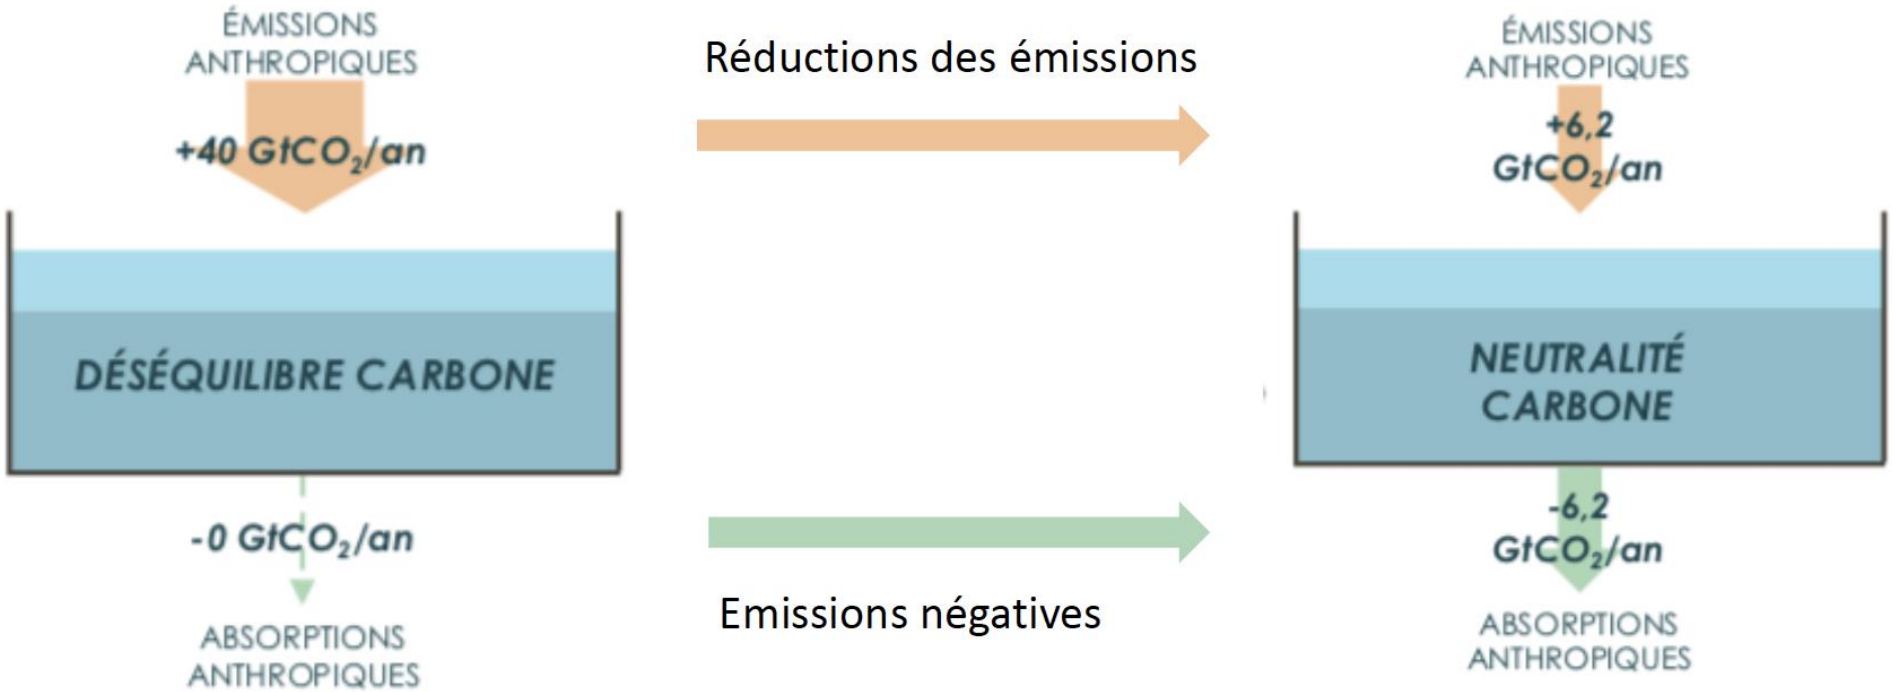 ÉMISSIONS
ANTHROPIQUES
+40 GtCO₂/an
DÉSÉQUILIBRE CARBONE
-0 GtCO₂/an
ABSORPTIONS
ANTHROPIQUES
Réductions des émissions
Emissions négatives
ÉMISSIONS
ANTHROPIQUES
+6,2
GtCO₂/an
NEUTRALITÉ
CARBONE
-6,2
GtCO₂/an
ABSORPTIONS
ANTHROPIQUES